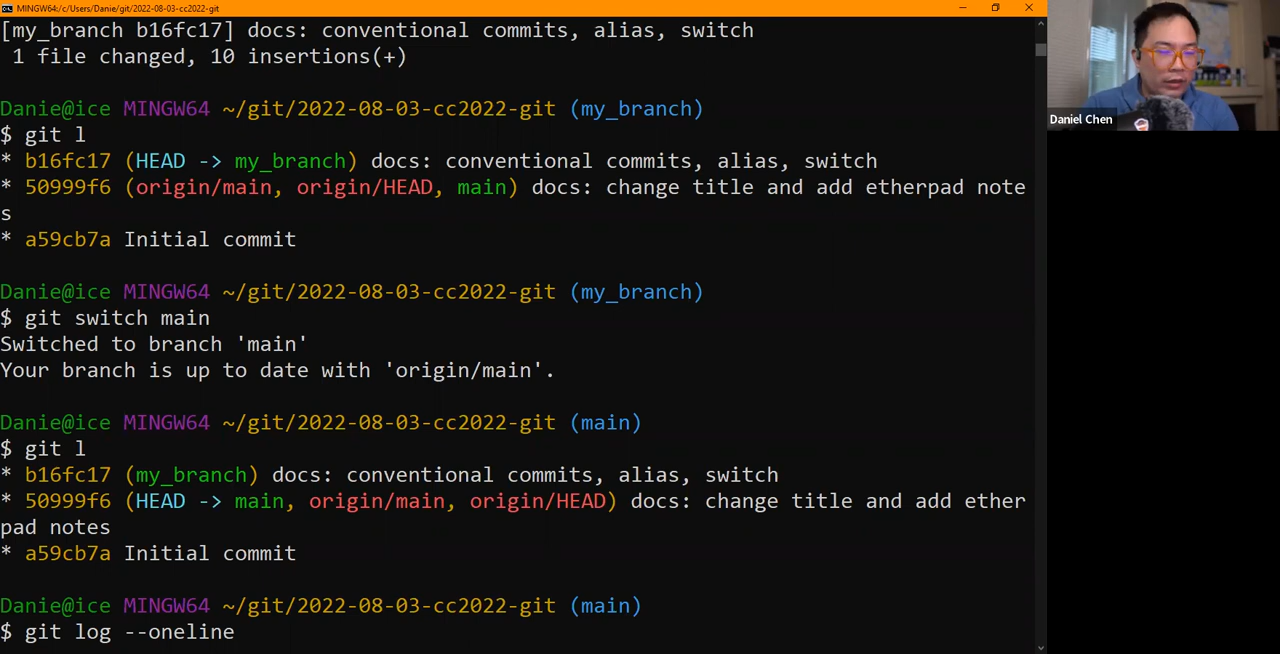 MINGW64:/c/Users/Danie/git/2022-08-03-cc2022-git
[my_branch b16fc17] docs: conventional commits, alias, switch
 1 file changed, 10 insertions(+)
Danie@ice MINGW64 ~/git/2022-08-03-cc2022-git (my_branch)
$ git l
* b16fc17 (HEAD -> my_branch) docs: conventional commits, alias, switch
* 50999f6 (origin/main, origin/HEAD, main) docs: change title and add etherpad note
s
* a59cb7a Initial commit
Danie@ice MINGW64 ~/git/2022-08-03-cc2022-git (my_branch)
$ git switch main
Switched to branch 'main'
Your branch is up to date with 'origin/main'.
Danie@ice MINGW64 ~/git/2022-08-03-cc2022-git (main)
$ git l
* b16fc17 (my_branch) docs: conventional commits, alias, switch
* 50999f6 (HEAD -> main, origin/main, origin/HEAD) docs: change title and add ether
pad notes
* a59cb7a Initial commit
Danie@ice MINGW64 ~/git/2022-08-03-cc2022-git (main)
$ git log --oneline
Daniel Chen